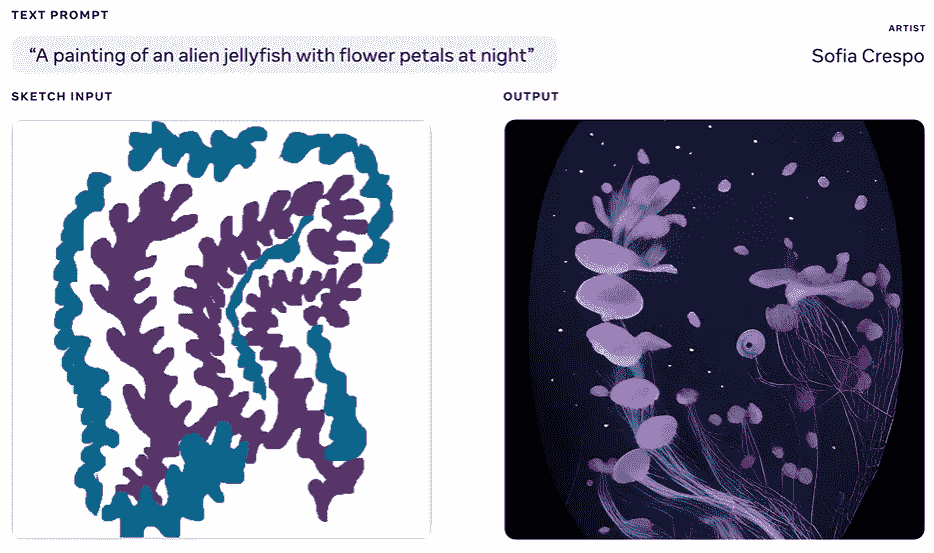 TEXT PROMPT
ARTIST
“A painting of an alien jellyfish with flower petals at night”
Sofia Crespo
SKETCH INPUT
OUTPUT